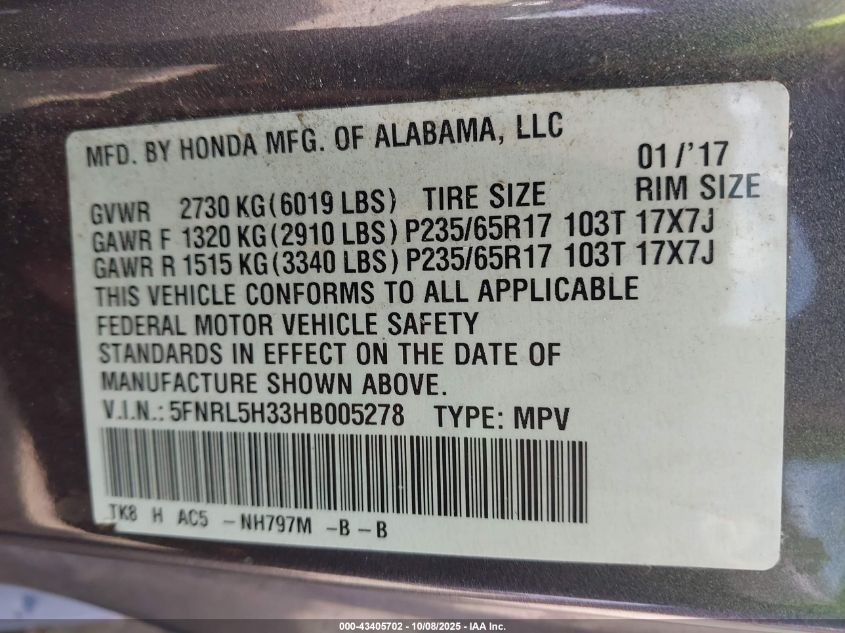 MFD. BY HONDA MFG. OF ALABAMA, LLC 01/'17
GVWR 2730 KG(6019 LBS) TIRE SIZE RIM SIZE
GAWR F 1320 KG(2910 LBS) P235/65R17 103T 17X7J
GAWR R 1515 KG(3340 LBS) P235/65R17 103T 17X7J
THIS VEHICLE CONFORMS TO ALL APPLICABLE
FEDERAL MOTOR VEHICLE SAFETY
STANDARDS IN EFFECT ON THE DATE OF
MANUFACTURE SHOWN ABOVE.
V.I.N.: 5FNRL5H33HB005278 TYPE: MPV
TK8 H AC5 -NH797M -B-B
000-43405702 - 10/08/2025 - IAA Inc.